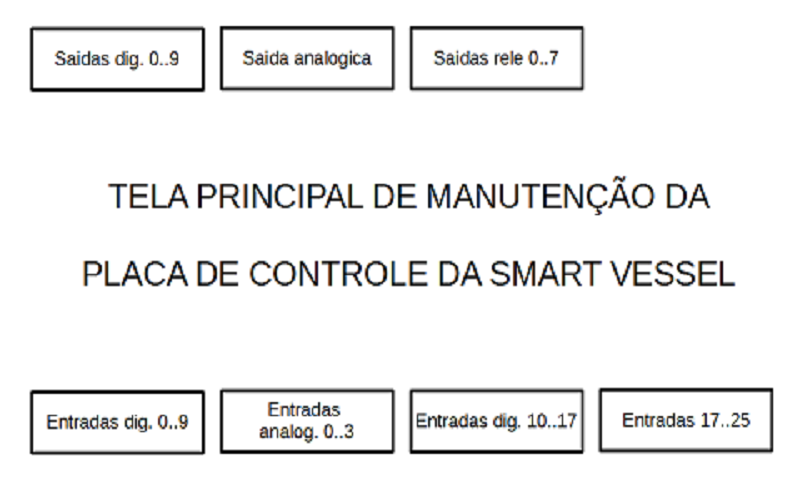 Saidas dig. 0..9
Saida analogica
Saidas rele 0..7
TELA PRINCIPAL DE MANUTENÇÃO DA
PLACA DE CONTROLE DA SMART VESSEL
Entradas dig. 0..9
Entradas
analog. 0..3
Entradas dig. 10..17
Entradas 17..25